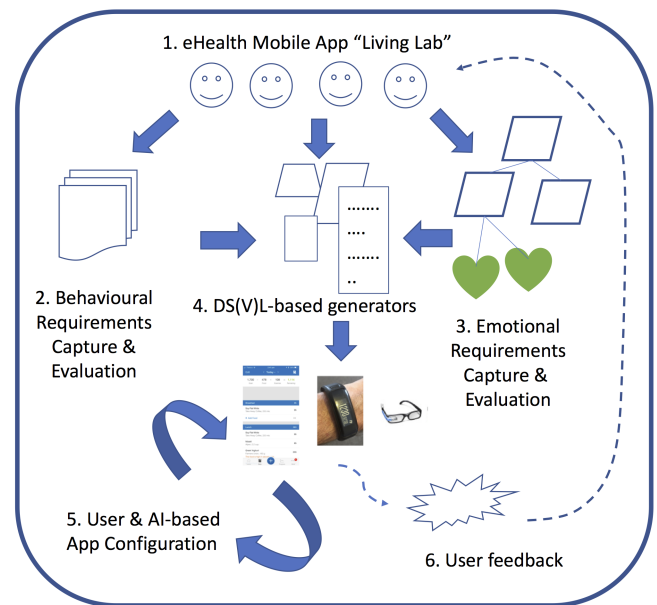 1. eHealth Mobile App “Living Lab”
2. Behavioural
Requirements
Capture &
Evaluation
4. DS(V)L-based generators
3. Emotional
Requirements
Capture &
Evaluation
5. User & AI-based
App Configuration
6. User feedback